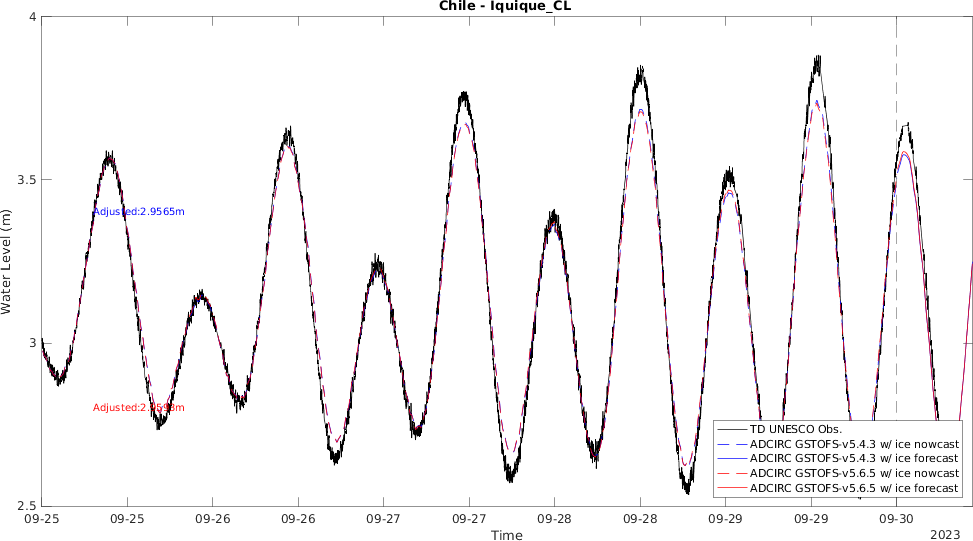 Chile - Iquique_CL
4
3.5
3
2.5
Water Level (m)
Adjusted:2.9565m
TD UNESCO Obs.
ADCIRC GSTOFS-v5.4.3 w/ ice nowcast
ADCIRC GSTOFS-v5.4.3 w/ ice forecast
ADCIRC GSTOFS-v5.6.5 w/ ice nowcast
ADCIRC GSTOFS-v5.6.5 w/ ice forecast
09-25 09-25 09-26 09-26 09-27 09-27 09-28 09-28 09-29 09-29 09-30
Time
2023